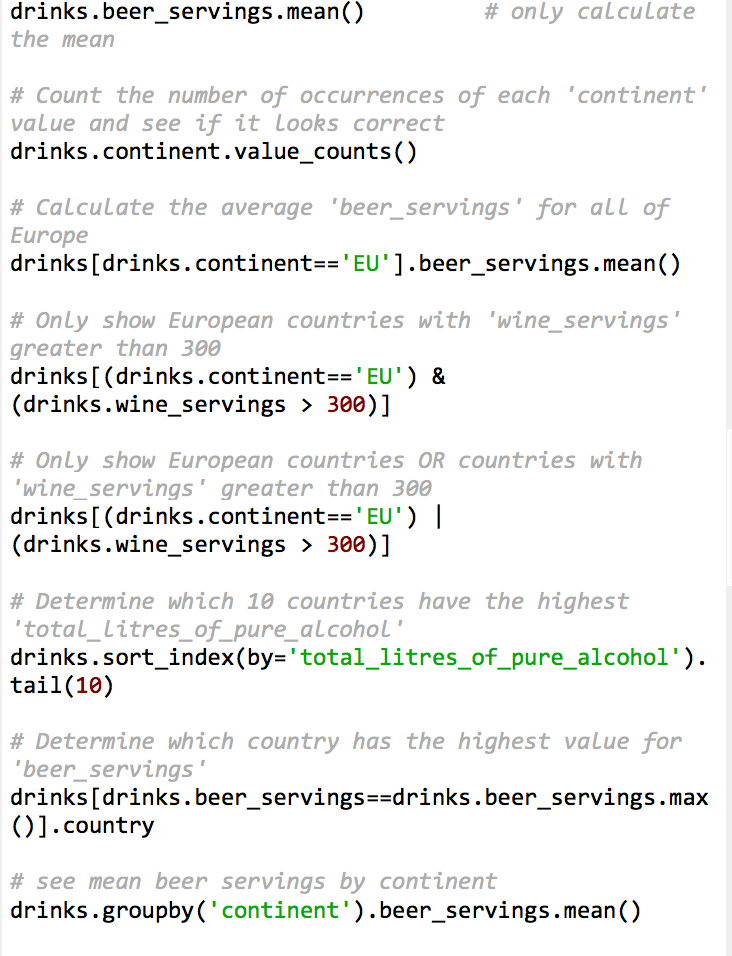 drinks.beer_servings.mean()         # only calculate
the mean
# Count the number of occurrences of each 'continent'
value and see if it looks correct
drinks.continent.value_counts()
# Calculate the average 'beer_servings' for all of
Europe
drinks[drinks.continent=='EU'].beer_servings.mean()
# Only show European countries with 'wine_servings'
greater than 300
drinks[(drinks.continent=='EU') &
(drinks.wine_servings > 300)]
# Only show European countries OR countries with
'wine_servings' greater than 300
drinks[(drinks.continent=='EU') |
(drinks.wine_servings > 300)]
# Determine which 10 countries have the highest
'total_litres_of_pure_alcohol'
drinks.sort_index(by='total_litres_of_pure_alcohol').
tail(10)
# Determine which country has the highest value for
'beer_servings'
drinks[drinks.beer_servings==drinks.beer_servings.max
()].country
# see mean beer servings by continent
drinks.groupby('continent').beer_servings.mean()